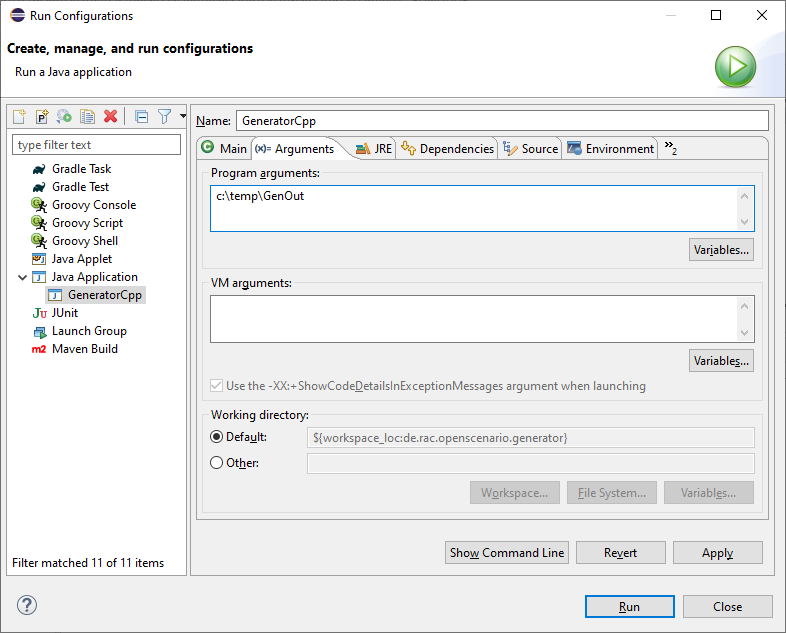 Run Configurations
Create, manage, and run configurations
Run a Java application
P
type filter text
Gradle Task
Gradle Test
Groovy Console
Groovy Script
Groovy Shell
Java Applet
Java Application
GeneratorCpp
JU JUnit
Launch Group
m2 Maven Build
Filter matched 11 of 11 items
Name: GeneratorCpp
Main (x)= Arguments JRE Dependencies Source Environment »2
Program arguments:
c:\temp\GenOut
Variables...
VM arguments:
Variables...
Use the -XX:+ShowCodeDetailsInExceptionMessages argument when launching
Working directory:
Default: ${workspace_loc:de.rac.openscenario.generator}
Other:
Workspace... File System... Variables...
Show Command Line Revert Apply
? Run Close